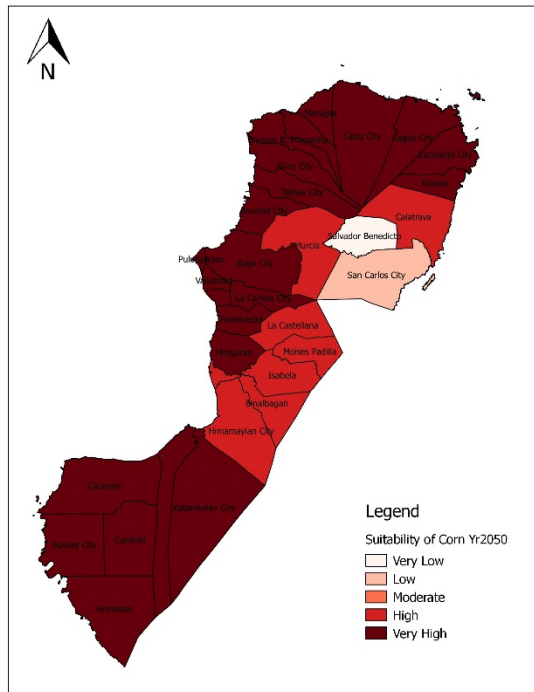 N
Manapla
Cadiz City
Sagay City
Enrique B. Magalona
Escalante City
Silay City
Toboso
Talisay City
Bacolod City
Calatrava
Salvador Benedicto
Murcia
Pulupandan
Bago City
San Carlos City
Valladolid
La Carlota City
Pontevedra
La Castellana
Hinigaran
Moises Padilla
Isabela
Binalbagan
Himamaylan City
Cauayan
Kabankalan City
Sipalay City
Candoni
Hinobaan
Legend
Suitability of Corn Yr2050
Very Low
Low
Moderate
High
Very High